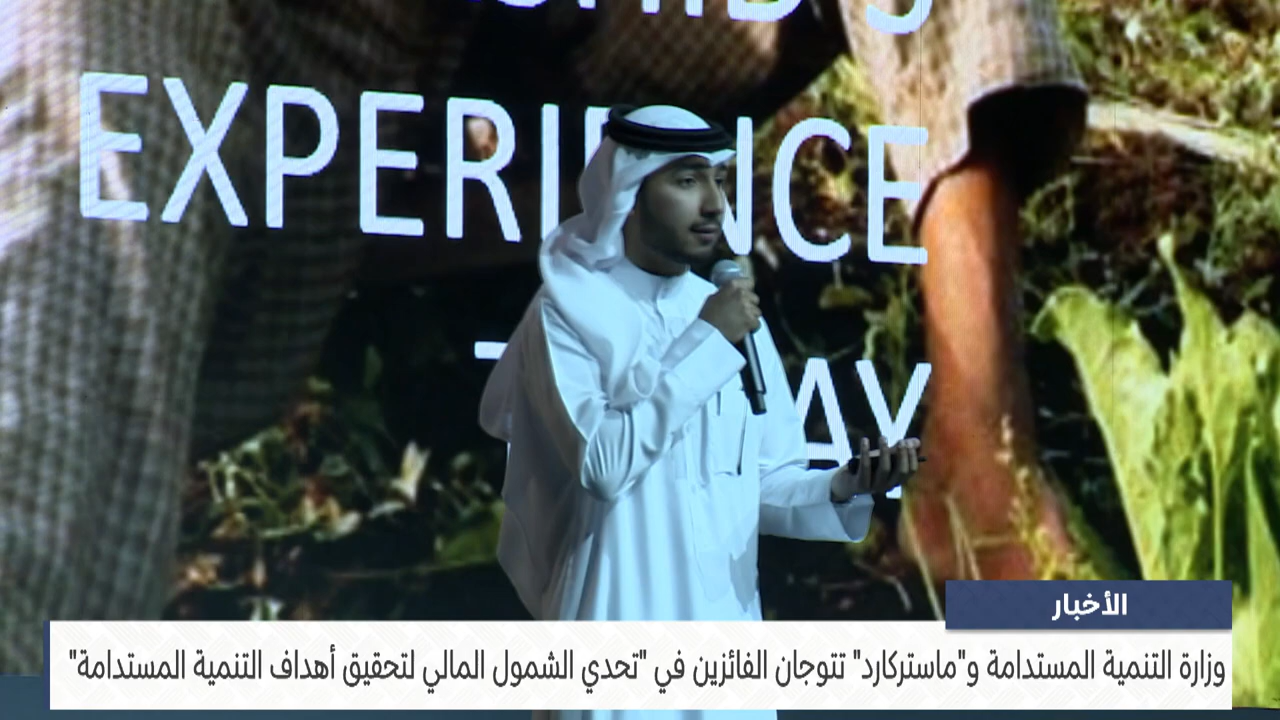 EXPERIENCE
الأخبار
وزارة التنمية المستدامة و"ماستركارد" تتوجان الفائزين في "تحدي الشمول المالي لتحقيق أهداف التنمية المستدامة"